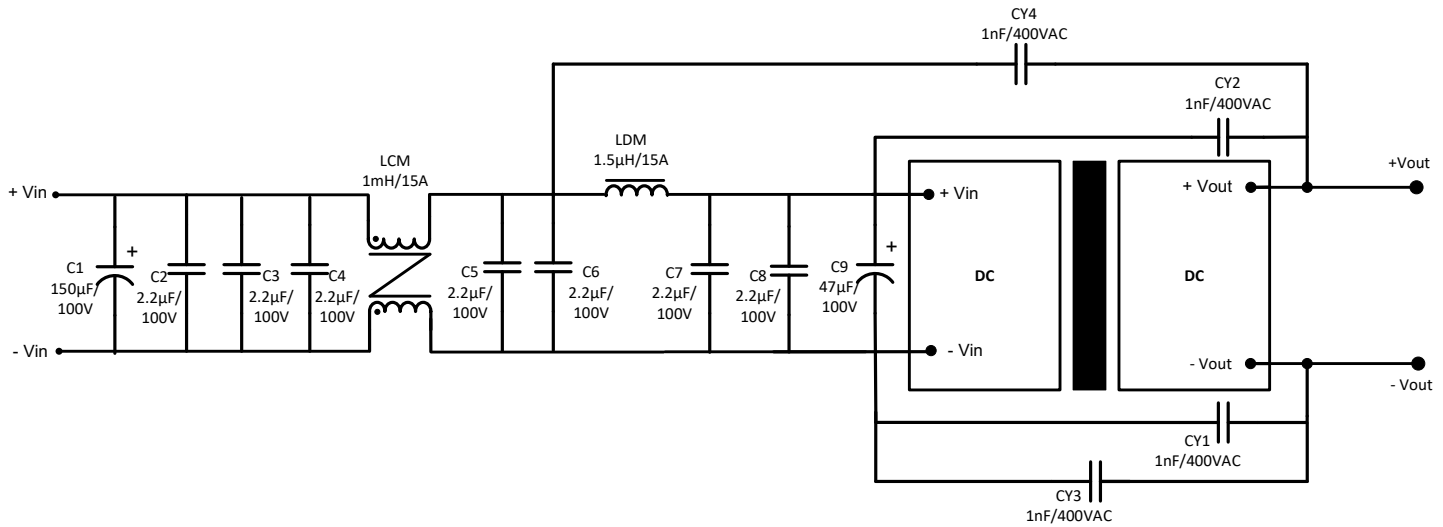 CY4
1nF/400VAC
CY2
1nF/400VAC
LDM
1.5µH/15A
LCM
1mH/15A
+Vout
+ Vin
+ Vin
+ Vout
+
+
C1
150µF/
100V
C2
2.2µF/
100V
C3
2.2µF/
100V
C4
2.2µF/
100V
C5
2.2µF/
100V
C6
2.2µF/
100V
C7
2.2µF/
100V
C8
2.2µF/
100V
C9
47µF/
100V
DC
DC
- Vin
- Vin
- Vout
- Vout
CY1
1nF/400VAC
CY3
1nF/400VAC